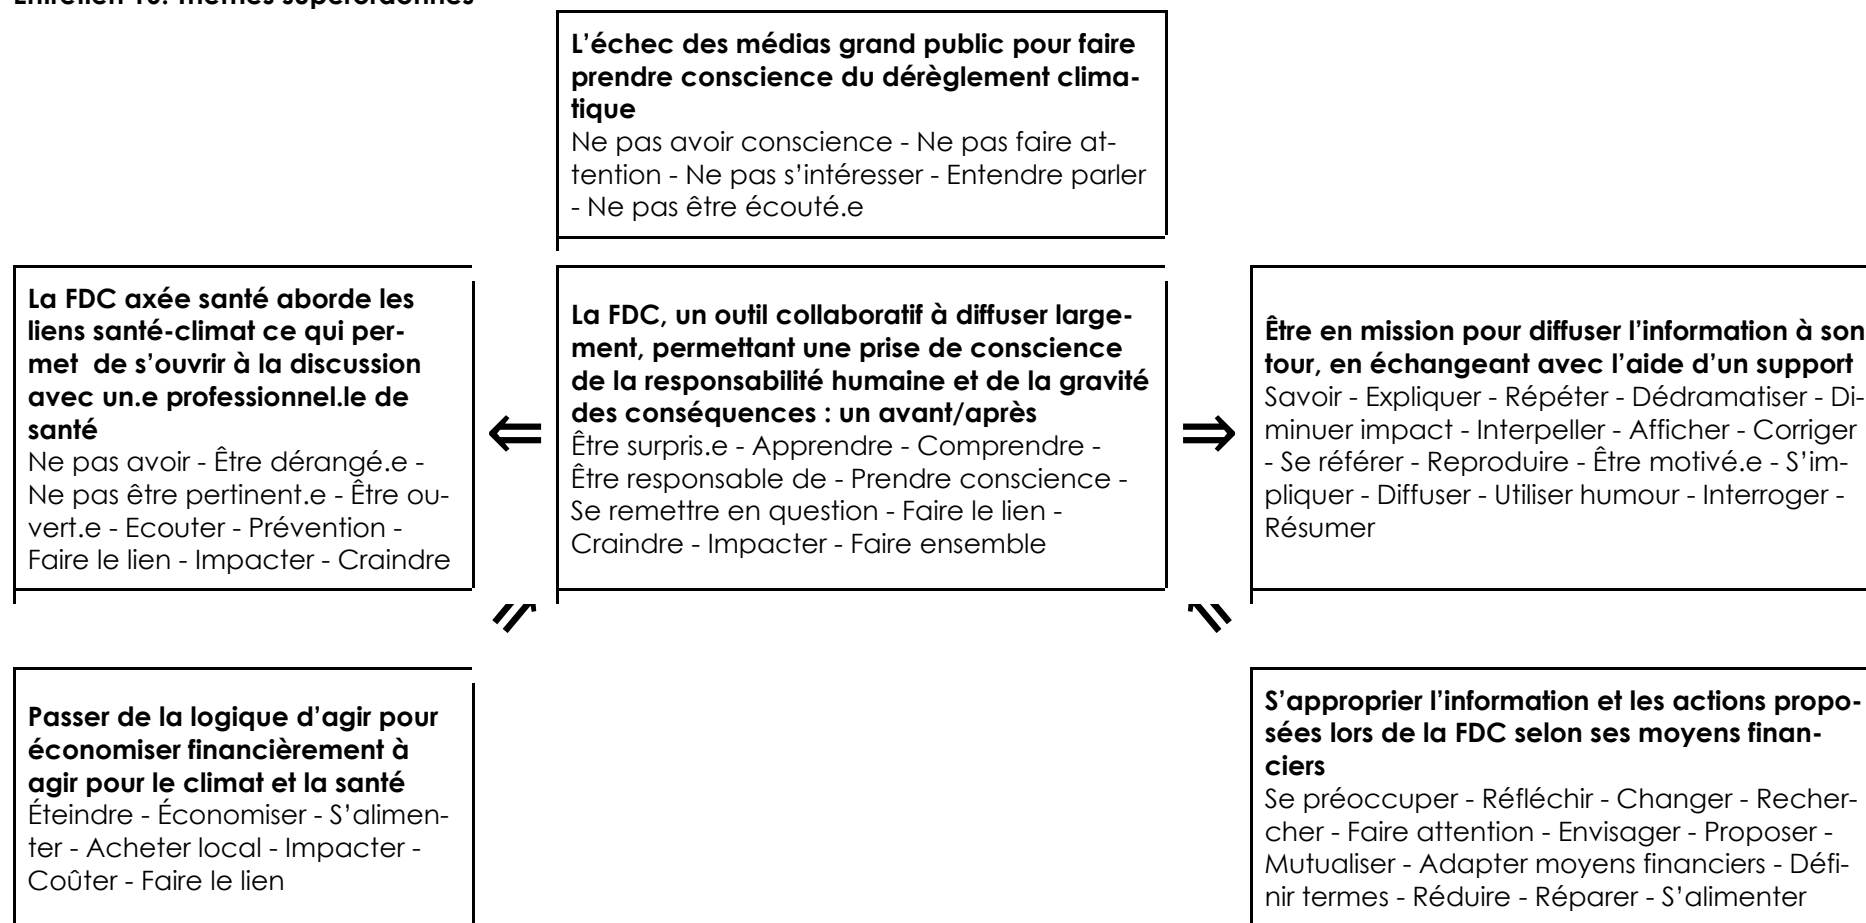 L’échec des médias grand public pour faire
prendre conscience du dérèglement clima-
tique
Ne pas avoir conscience - Ne pas faire at-
tention - Ne pas s’intéresser - Entendre parler
- Ne pas être écouté.e
La FDC axée santé aborde les
liens santé-climat ce qui per-
met de s’ouvrir à la discussion
avec un.e professionnel.le de
santé
Ne pas avoir - Être dérangé.e -
Ne pas être pertinent.e - Être ou-
vert.e - Ecouter - Prévention -
Faire le lien - Impacter - Craindre
⇐
La FDC, un outil collaboratif à diffuser large-
ment, permettant une prise de conscience
de la responsabilité humaine et de la gravité
des conséquences : un avant/après
Être surpris.e - Apprendre - Comprendre -
Être responsable de - Prendre conscience -
Se remettre en question - Faire le lien -
Craindre - Impacter - Faire ensemble
⇒
Être en mission pour diffuser l’information à son
tour, en échangeant avec l’aide d’un support
Savoir - Expliquer - Répéter - Dédramatiser - Di-
minuer impact - Interpeller - Afficher - Corriger
- Se référer - Reproduire - Être motivé.e - S’im-
pliquer - Diffuser - Utiliser humour - Interroger -
Résumer
Passer de la logique d’agir pour
économiser financièrement à
agir pour le climat et la santé
Éteindre - Économiser - S’alimen-
ter - Acheter local - Impacter -
Coûter - Faire le lien
S’approprier l’information et les actions propo-
sées lors de la FDC selon ses moyens finan-
ciers
Se préoccuper - Réfléchir - Changer - Recher-
cher - Faire attention - Envisager - Proposer -
Mutualiser - Adapter moyens financiers - Défi-
nir termes - Réduire - Réparer - S’alimenter